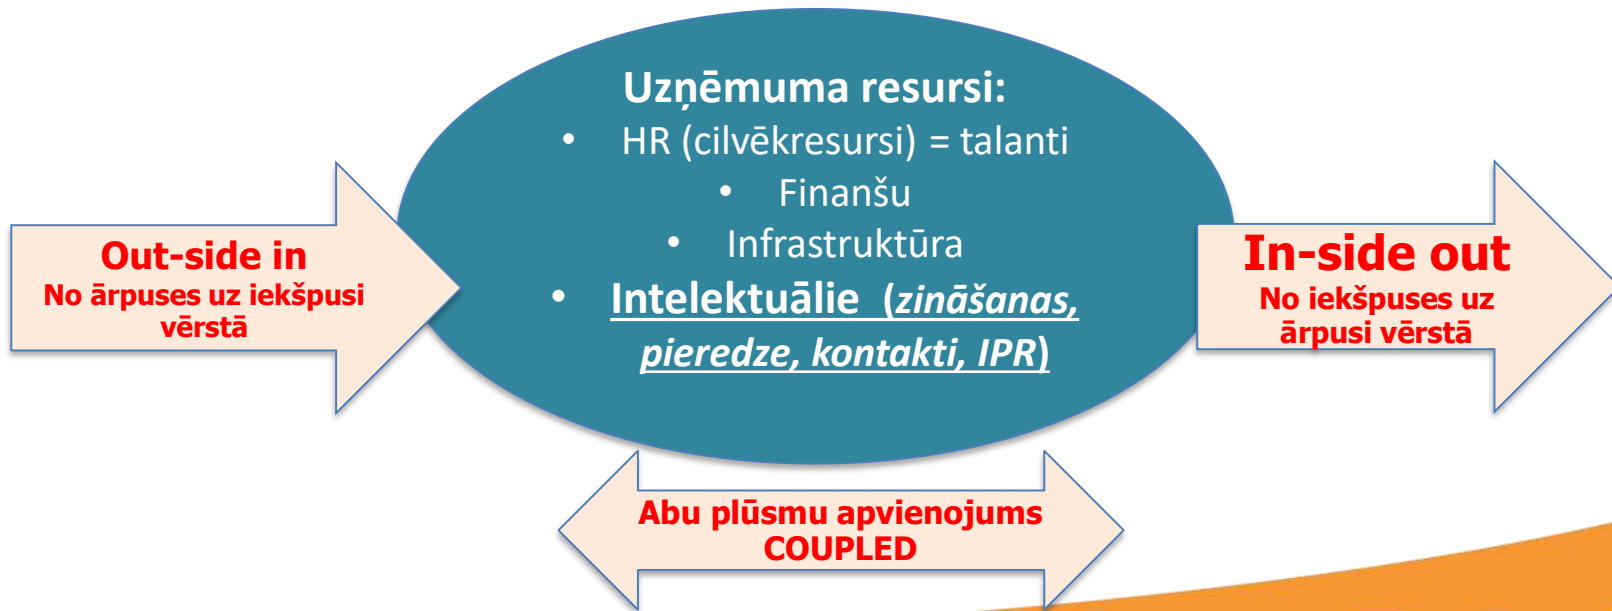 Uzņēmuma resursi:
• HR (cilvēkresursi) = talanti
• Finanšu
• Infrastruktūra
• Intelektuālie (zināšanas,
pieredze, kontakti, IPR)
Out-side in
No ārpuses uz iekšpusi
vērstā
In-side out
No iekšpuses uz
ārpusi vērstā
Abu plūsmu apvienojums
COUPLED